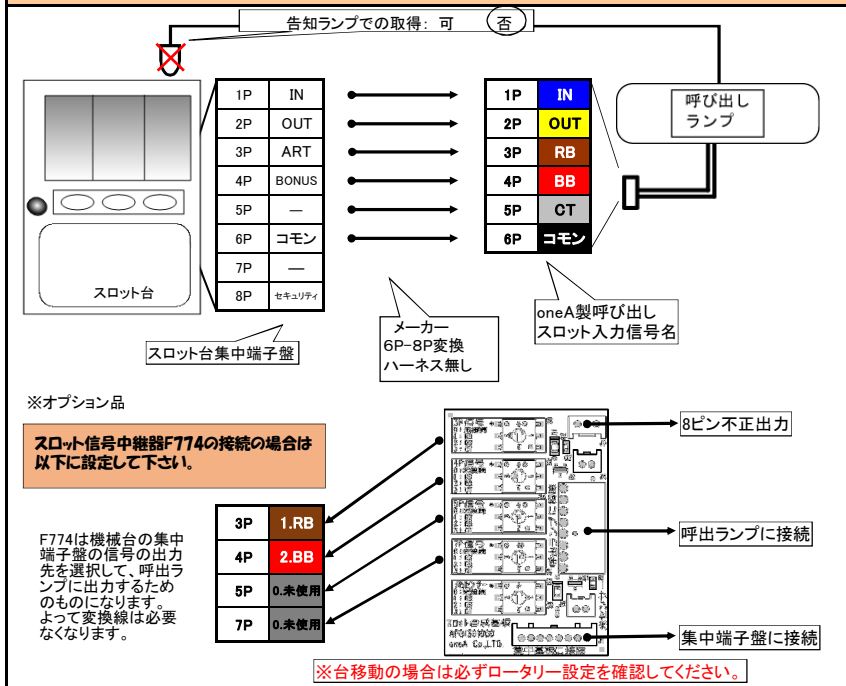 告知ランプでの取得: 可 否
呼び出し
ランプ
1P IN
2P OUT
3P ART
4P BONUS
5P ―
6P コモン
7P ―
8P セキュリティ
1P IN
2P OUT
3P RB
4P BB
5P CT
6P コモン
スロット台
スロット台集中端子盤
メーカー
6P-8P変換
ハーネス無し
oneA製呼び出し
スロット入力信号名
※オプション品
スロット信号中継器F774の接続の場合は
以下に設定して下さい。
F774は機械台の集中
端子盤の信号の出力
先を選択して、呼出ラ
ンプに出力するため
のものになります。
よって変換線は必要
なくなります。
3P 1.RB
4P 2.BB
5P 0.未使用
7P 0.未使用
8ピン不正出力
呼出ランプに接続
集中端子盤に接続
oneA Co.,LTD.
※台移動の場合は必ずロータリー設定を確認してください。